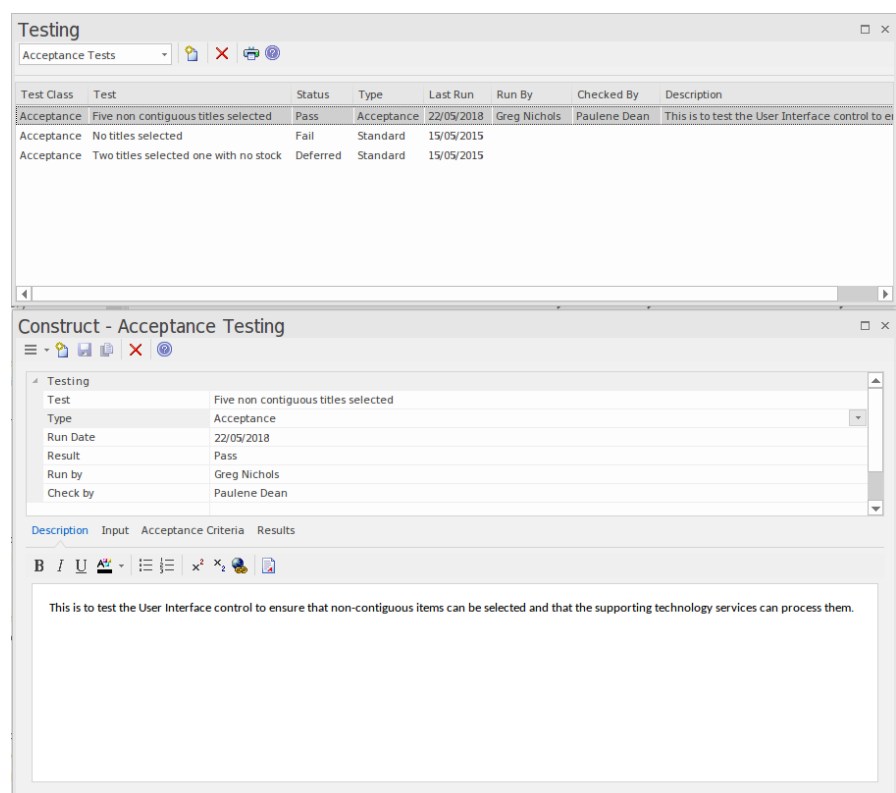 Testing
Acceptance Tests
Test Class Test Status Type Last Run Run By Checked By Description
Acceptance Five non contiguous titles selected Pass Acceptance 22/05/2018 Greg Nichols Paulene Dean This is to test the User Interface control to e
Acceptance No titles selected Fail Standard 15/05/2015
Acceptance Two titles selected one with no stock Deferred Standard 15/05/2015
Construct - Acceptance Testing
Testing
Test Five non contiguous titles selected
Type Acceptance
Run Date 22/05/2018
Result Pass
Run by Greg Nichols
Check by Paulene Dean
Description Input Acceptance Criteria Results
B I U A x² x₂
This is to test the User Interface control to ensure that non-contiguous items can be selected and that the supporting technology services can process them.